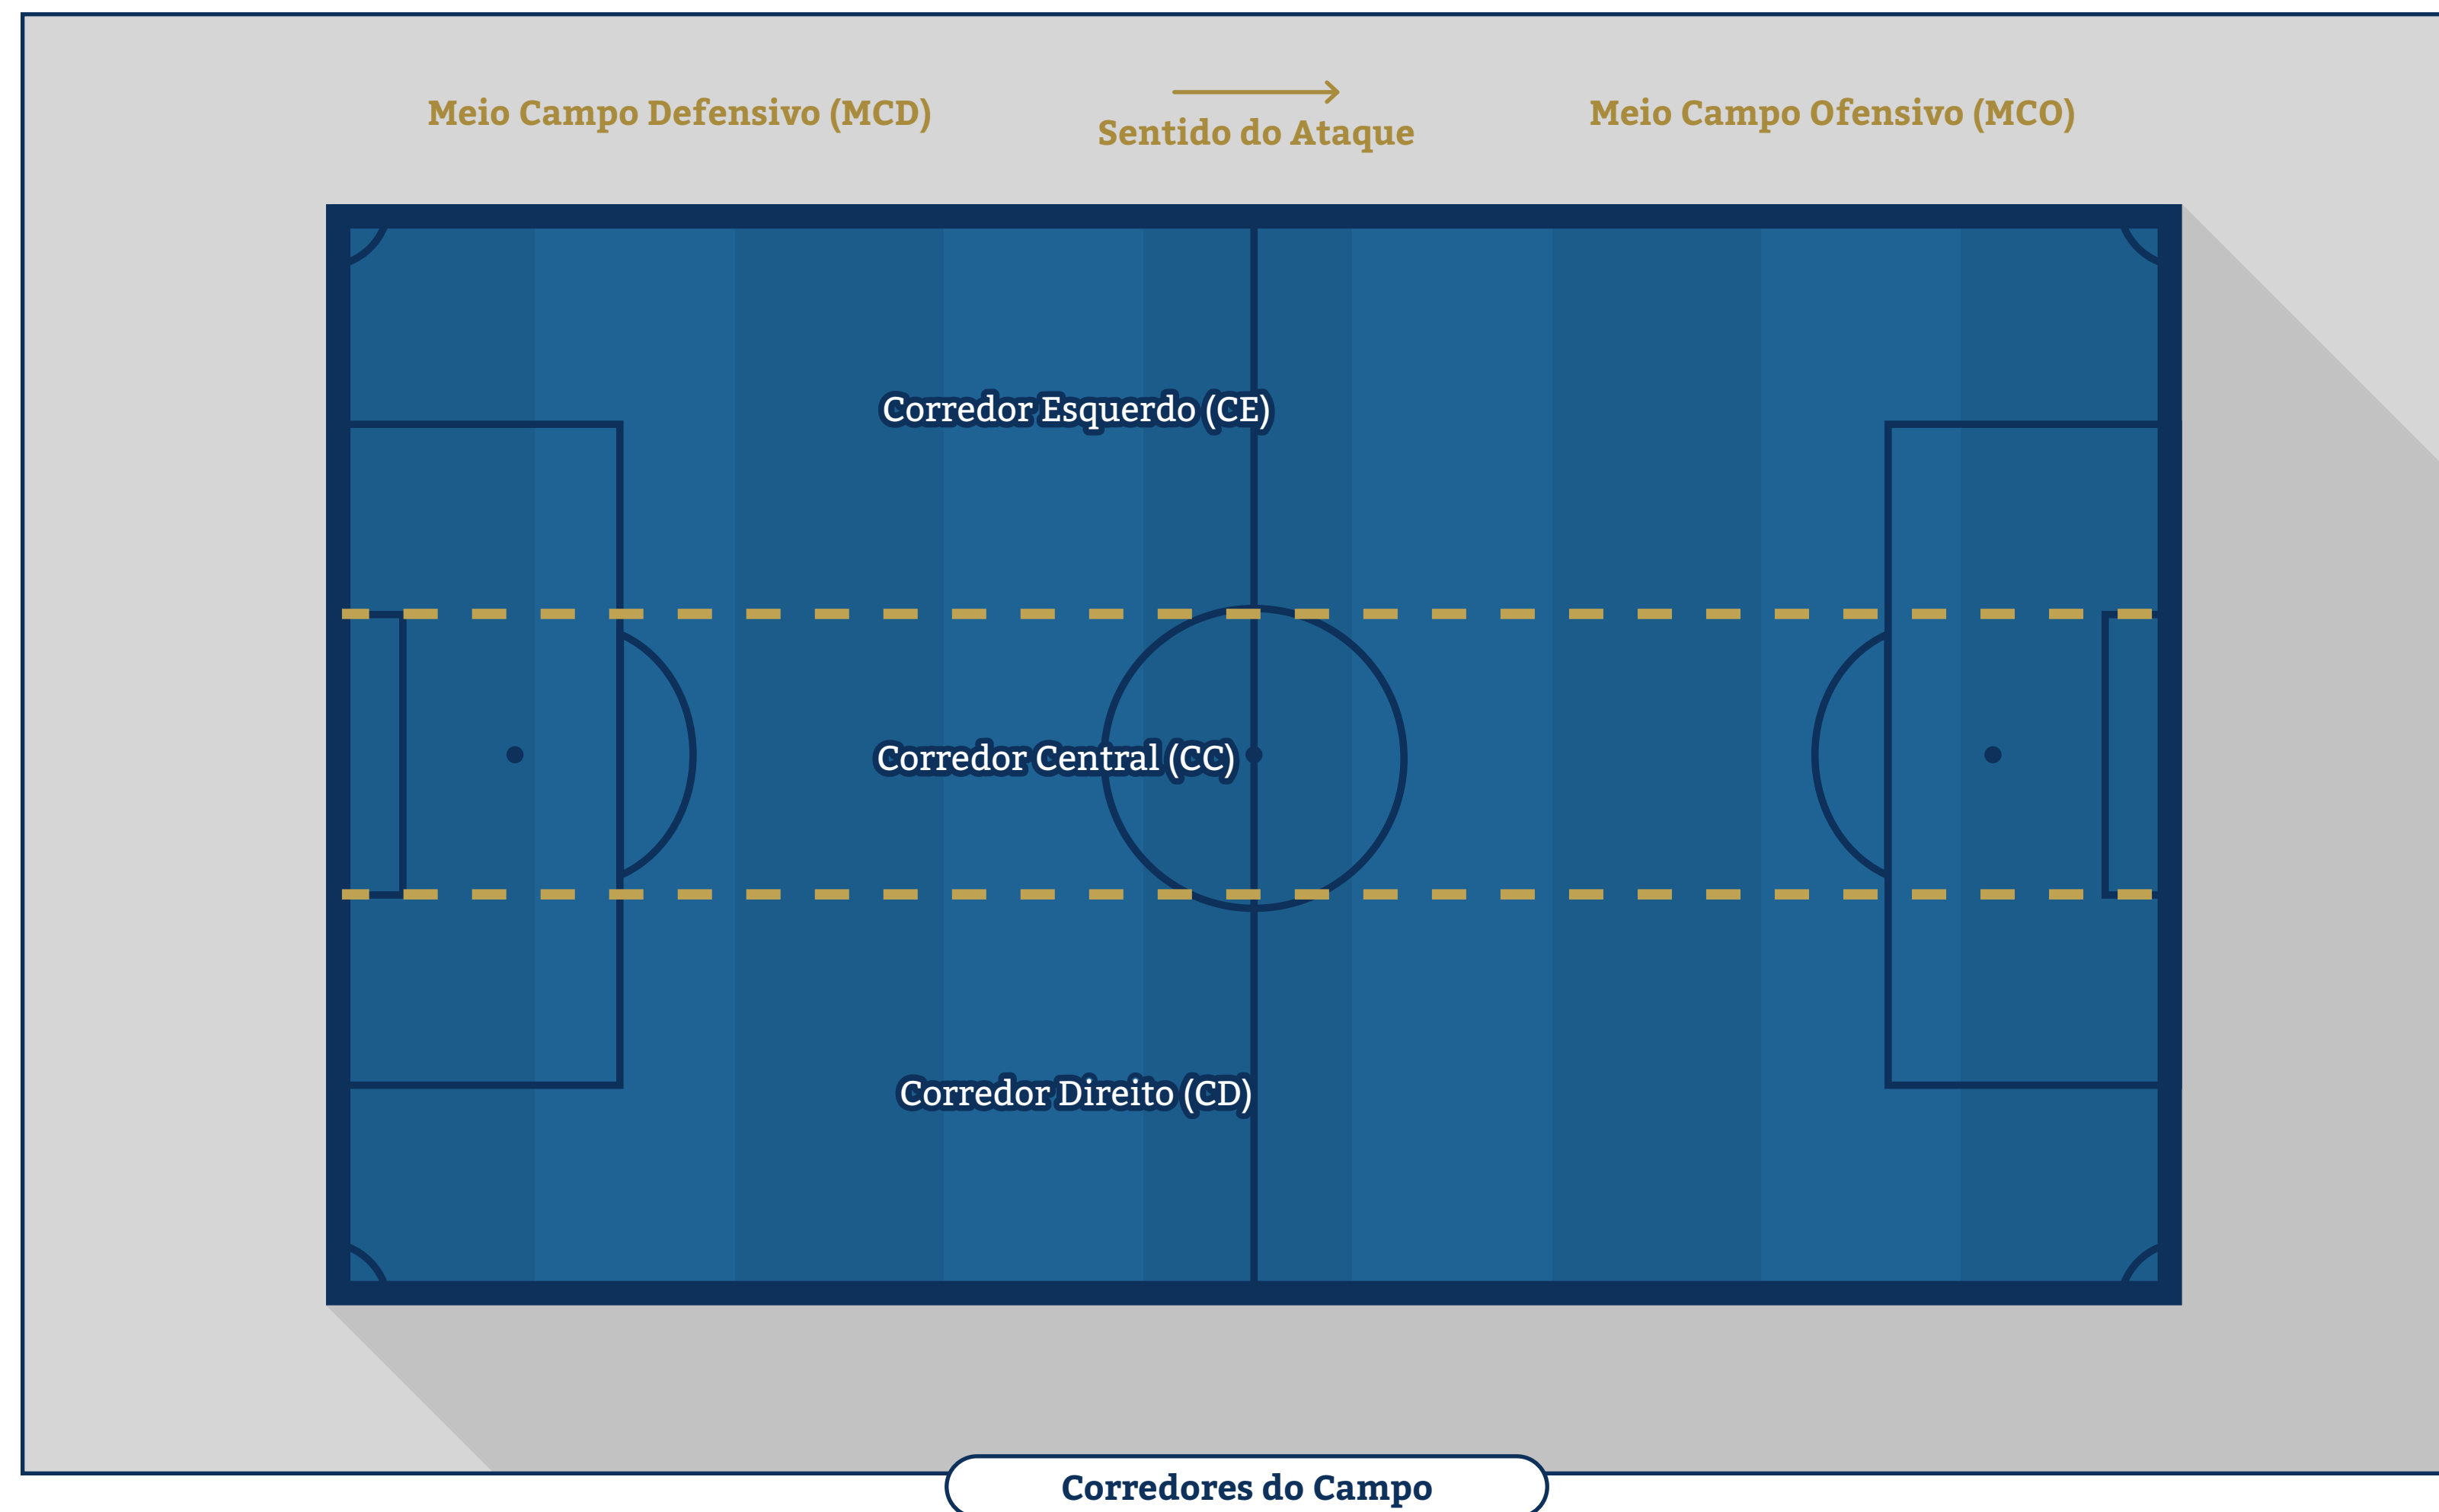 Meio Campo Defensivo (MCD)
Sentido do Ataque
Meio Campo Ofensivo (MCO)
Corredor Esquerdo (CE)
Corredor Central (CC)
Corredor Direito (CD)
Corredores do Campo